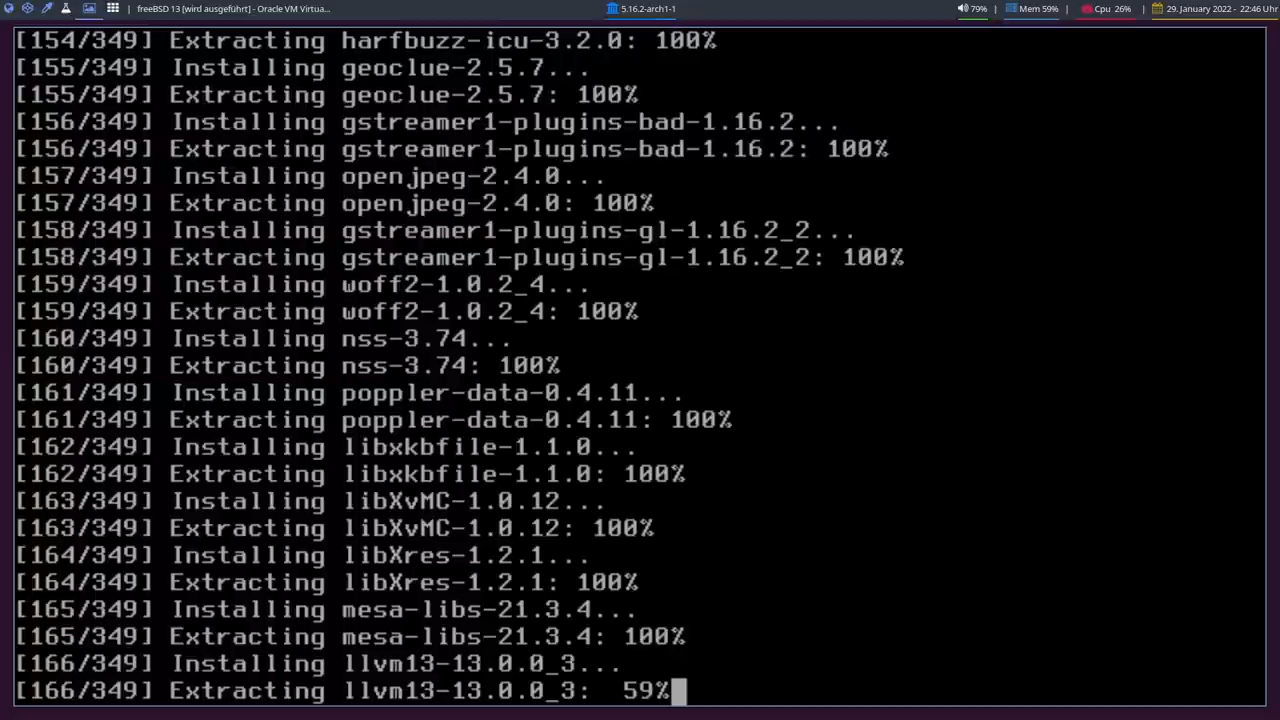 freeBSD 13 [wird ausgeführt] - Oracle VM Virtua...
5.16.2-arch1-1
79% | Mem 59% | Cpu 26% | 29. January 2022 - 22:46 Uhr
[154/349] Extracting harfbuzz-icu-3.2.0: 100%
[155/349] Installing geoclue-2.5.7...
[155/349] Extracting geoclue-2.5.7: 100%
[156/349] Installing gstreamer1-plugins-bad-1.16.2...
[156/349] Extracting gstreamer1-plugins-bad-1.16.2: 100%
[157/349] Installing openjpeg-2.4.0...
[157/349] Extracting openjpeg-2.4.0: 100%
[158/349] Installing gstreamer1-plugins-gl-1.16.2_2...
[158/349] Extracting gstreamer1-plugins-gl-1.16.2_2: 100%
[159/349] Installing woff2-1.0.2_4...
[159/349] Extracting woff2-1.0.2_4: 100%
[160/349] Installing nss-3.74...
[160/349] Extracting nss-3.74: 100%
[161/349] Installing poppler-data-0.4.11...
[161/349] Extracting poppler-data-0.4.11: 100%
[162/349] Installing libxkbfile-1.1.0...
[162/349] Extracting libxkbfile-1.1.0: 100%
[163/349] Installing libXvMC-1.0.12...
[163/349] Extracting libXvMC-1.0.12: 100%
[164/349] Installing libXres-1.2.1...
[164/349] Extracting libXres-1.2.1: 100%
[165/349] Installing mesa-libs-21.3.4...
[165/349] Extracting mesa-libs-21.3.4: 100%
[166/349] Installing llvm13-13.0.0_3...
[166/349] Extracting llvm13-13.0.0_3:  59%